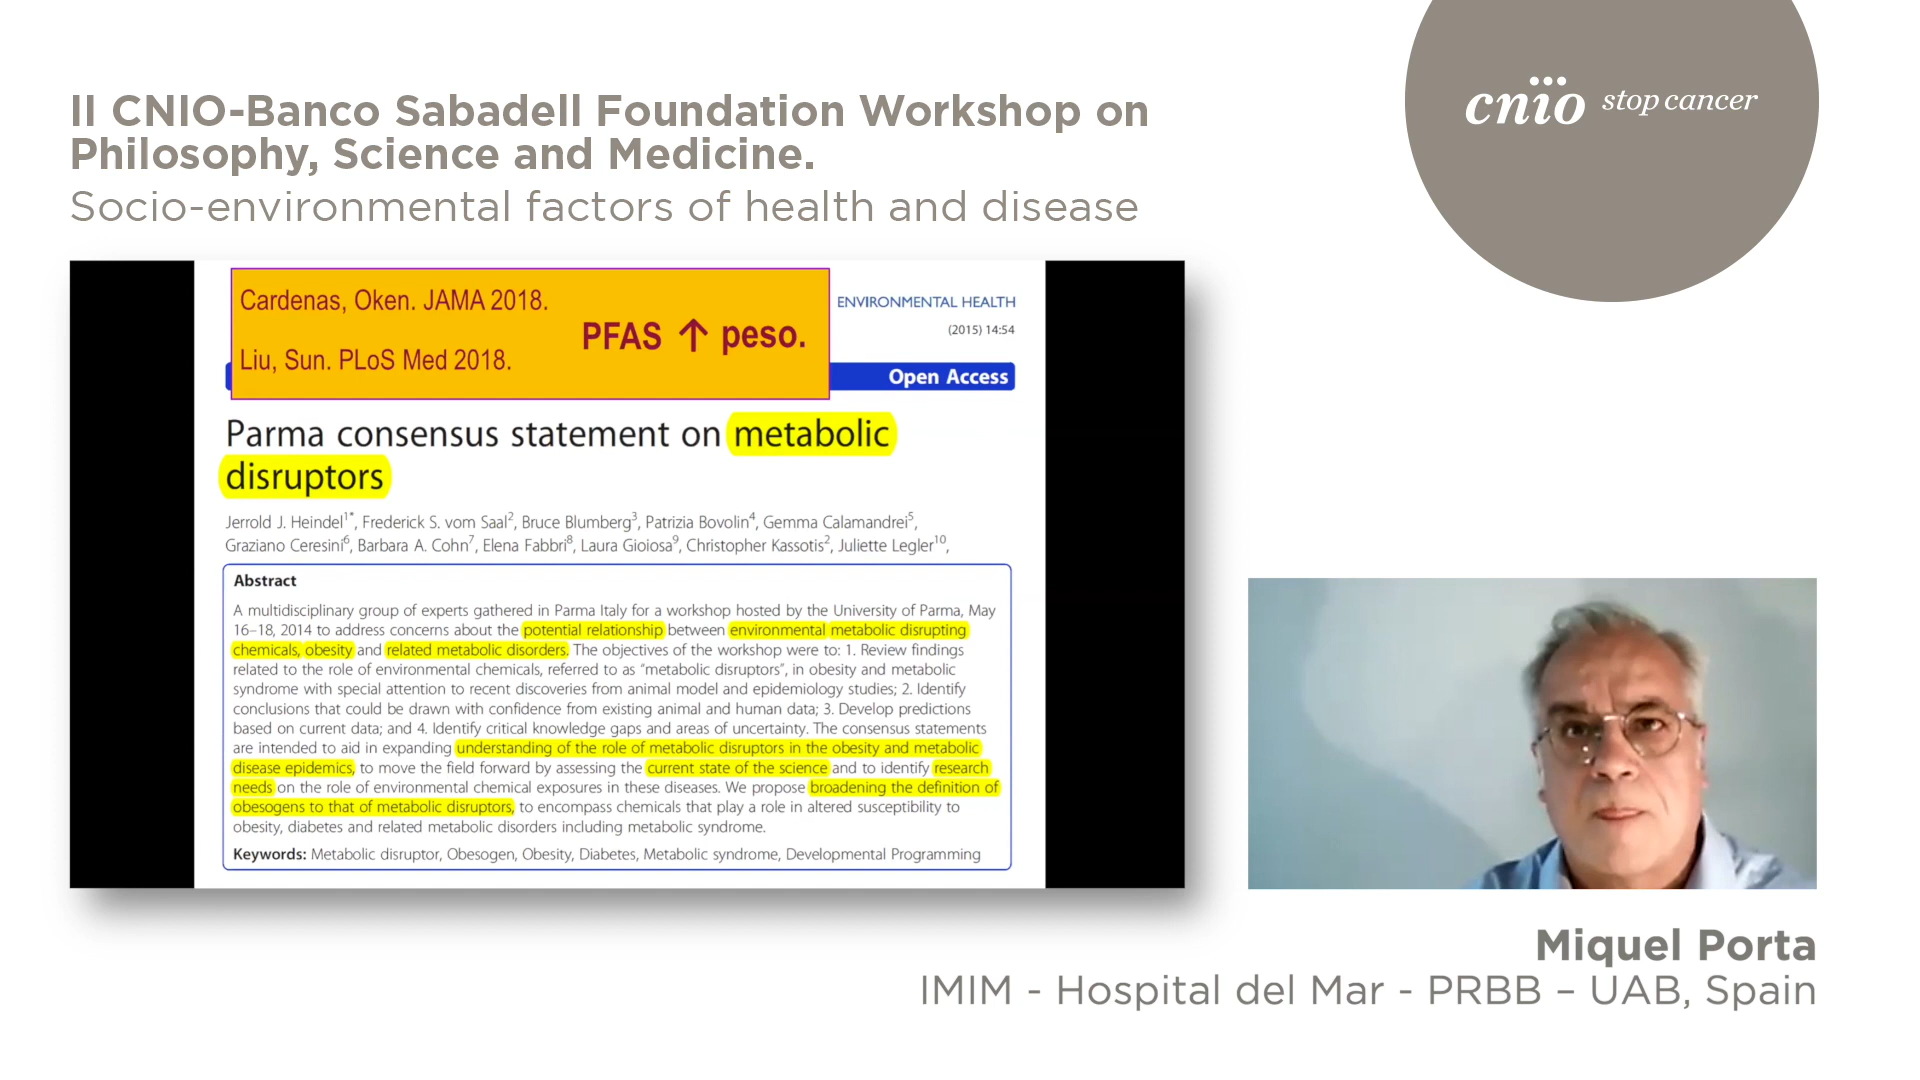 II CNIO-Banco Sabadell Foundation Workshop on
Philosophy, Science and Medicine.
Socio-environmental factors of health and disease
cnio stop cancer
Cardenas, Oken. JAMA 2018.
PFAS ↑ peso.
Liu, Sun. PLoS Med 2018.
ENVIRONMENTAL HEALTH
(2015) 14:54
Open Access
Parma consensus statement on metabolic
disruptors
Jerrold J. Heindel1*, Frederick S. vom Saal2, Bruce Blumberg3, Patrizia Bovolin4, Gemma Calamandrei5,
Graziano Ceresini6, Barbara A. Cohn7, Elena Fabbri8, Laura Gioiosa9, Christopher Kassotis2, Juliette Legler10,
Abstract
A multidisciplinary group of experts gathered in Parma Italy for a workshop hosted by the University of Parma, May
16–18, 2014 to address concerns about the potential relationship between environmental metabolic disrupting
chemicals, obesity and related metabolic disorders. The objectives of the workshop were to: 1. Review findings
related to the role of environmental chemicals, referred to as "metabolic disruptors", in obesity and metabolic
syndrome with special attention to recent discoveries from animal model and epidemiology studies; 2. Identify
conclusions that could be drawn with confidence from existing animal and human data; 3. Develop predictions
based on current data; and 4. Identify critical knowledge gaps and areas of uncertainty. The consensus statements
are intended to aid in expanding understanding of the role of metabolic disruptors in the obesity and metabolic
disease epidemics, to move the field forward by assessing the current state of the science and to identify research
needs on the role of environmental chemical exposures in these diseases. We propose broadening the definition of
obesogens to that of metabolic disruptors, to encompass chemicals that play a role in altered susceptibility to
obesity, diabetes and related metabolic disorders including metabolic syndrome.
Keywords: Metabolic disruptor, Obesogen, Obesity, Diabetes, Metabolic syndrome, Developmental Programming
Miquel Porta
IMIM - Hospital del Mar - PRBB – UAB, Spain